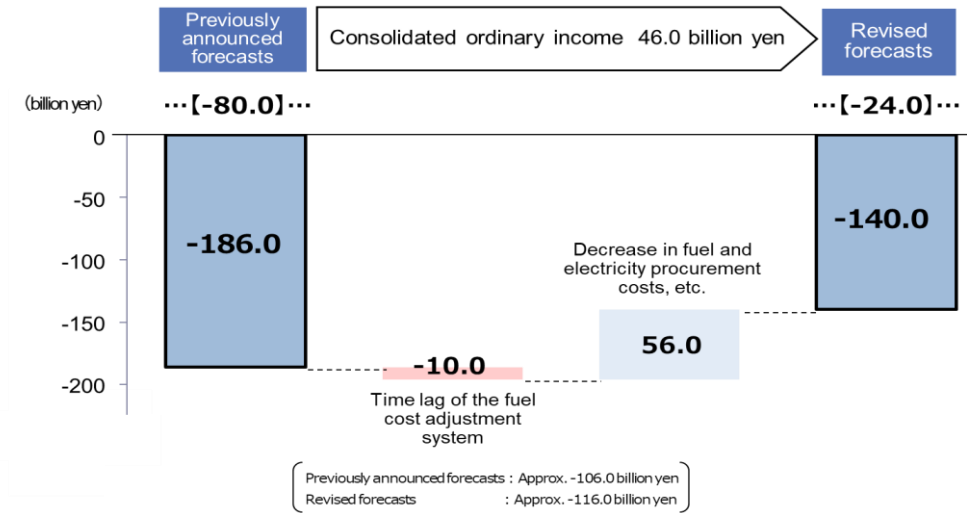 Previously
announced
forecasts
Consolidated ordinary income 46.0 billion yen
Revised
forecasts
(billion yen)
…【-80.0】…
…【-24.0】…
0
-50
-100
-150
-200
-186.0
-10.0
Time lag of the fuel
cost adjustment
system
Decrease in fuel and
electricity procurement
costs, etc.
56.0
-140.0
Previously announced forecasts : Approx. -106.0 billion yen
Revised forecasts : Approx. -116.0 billion yen